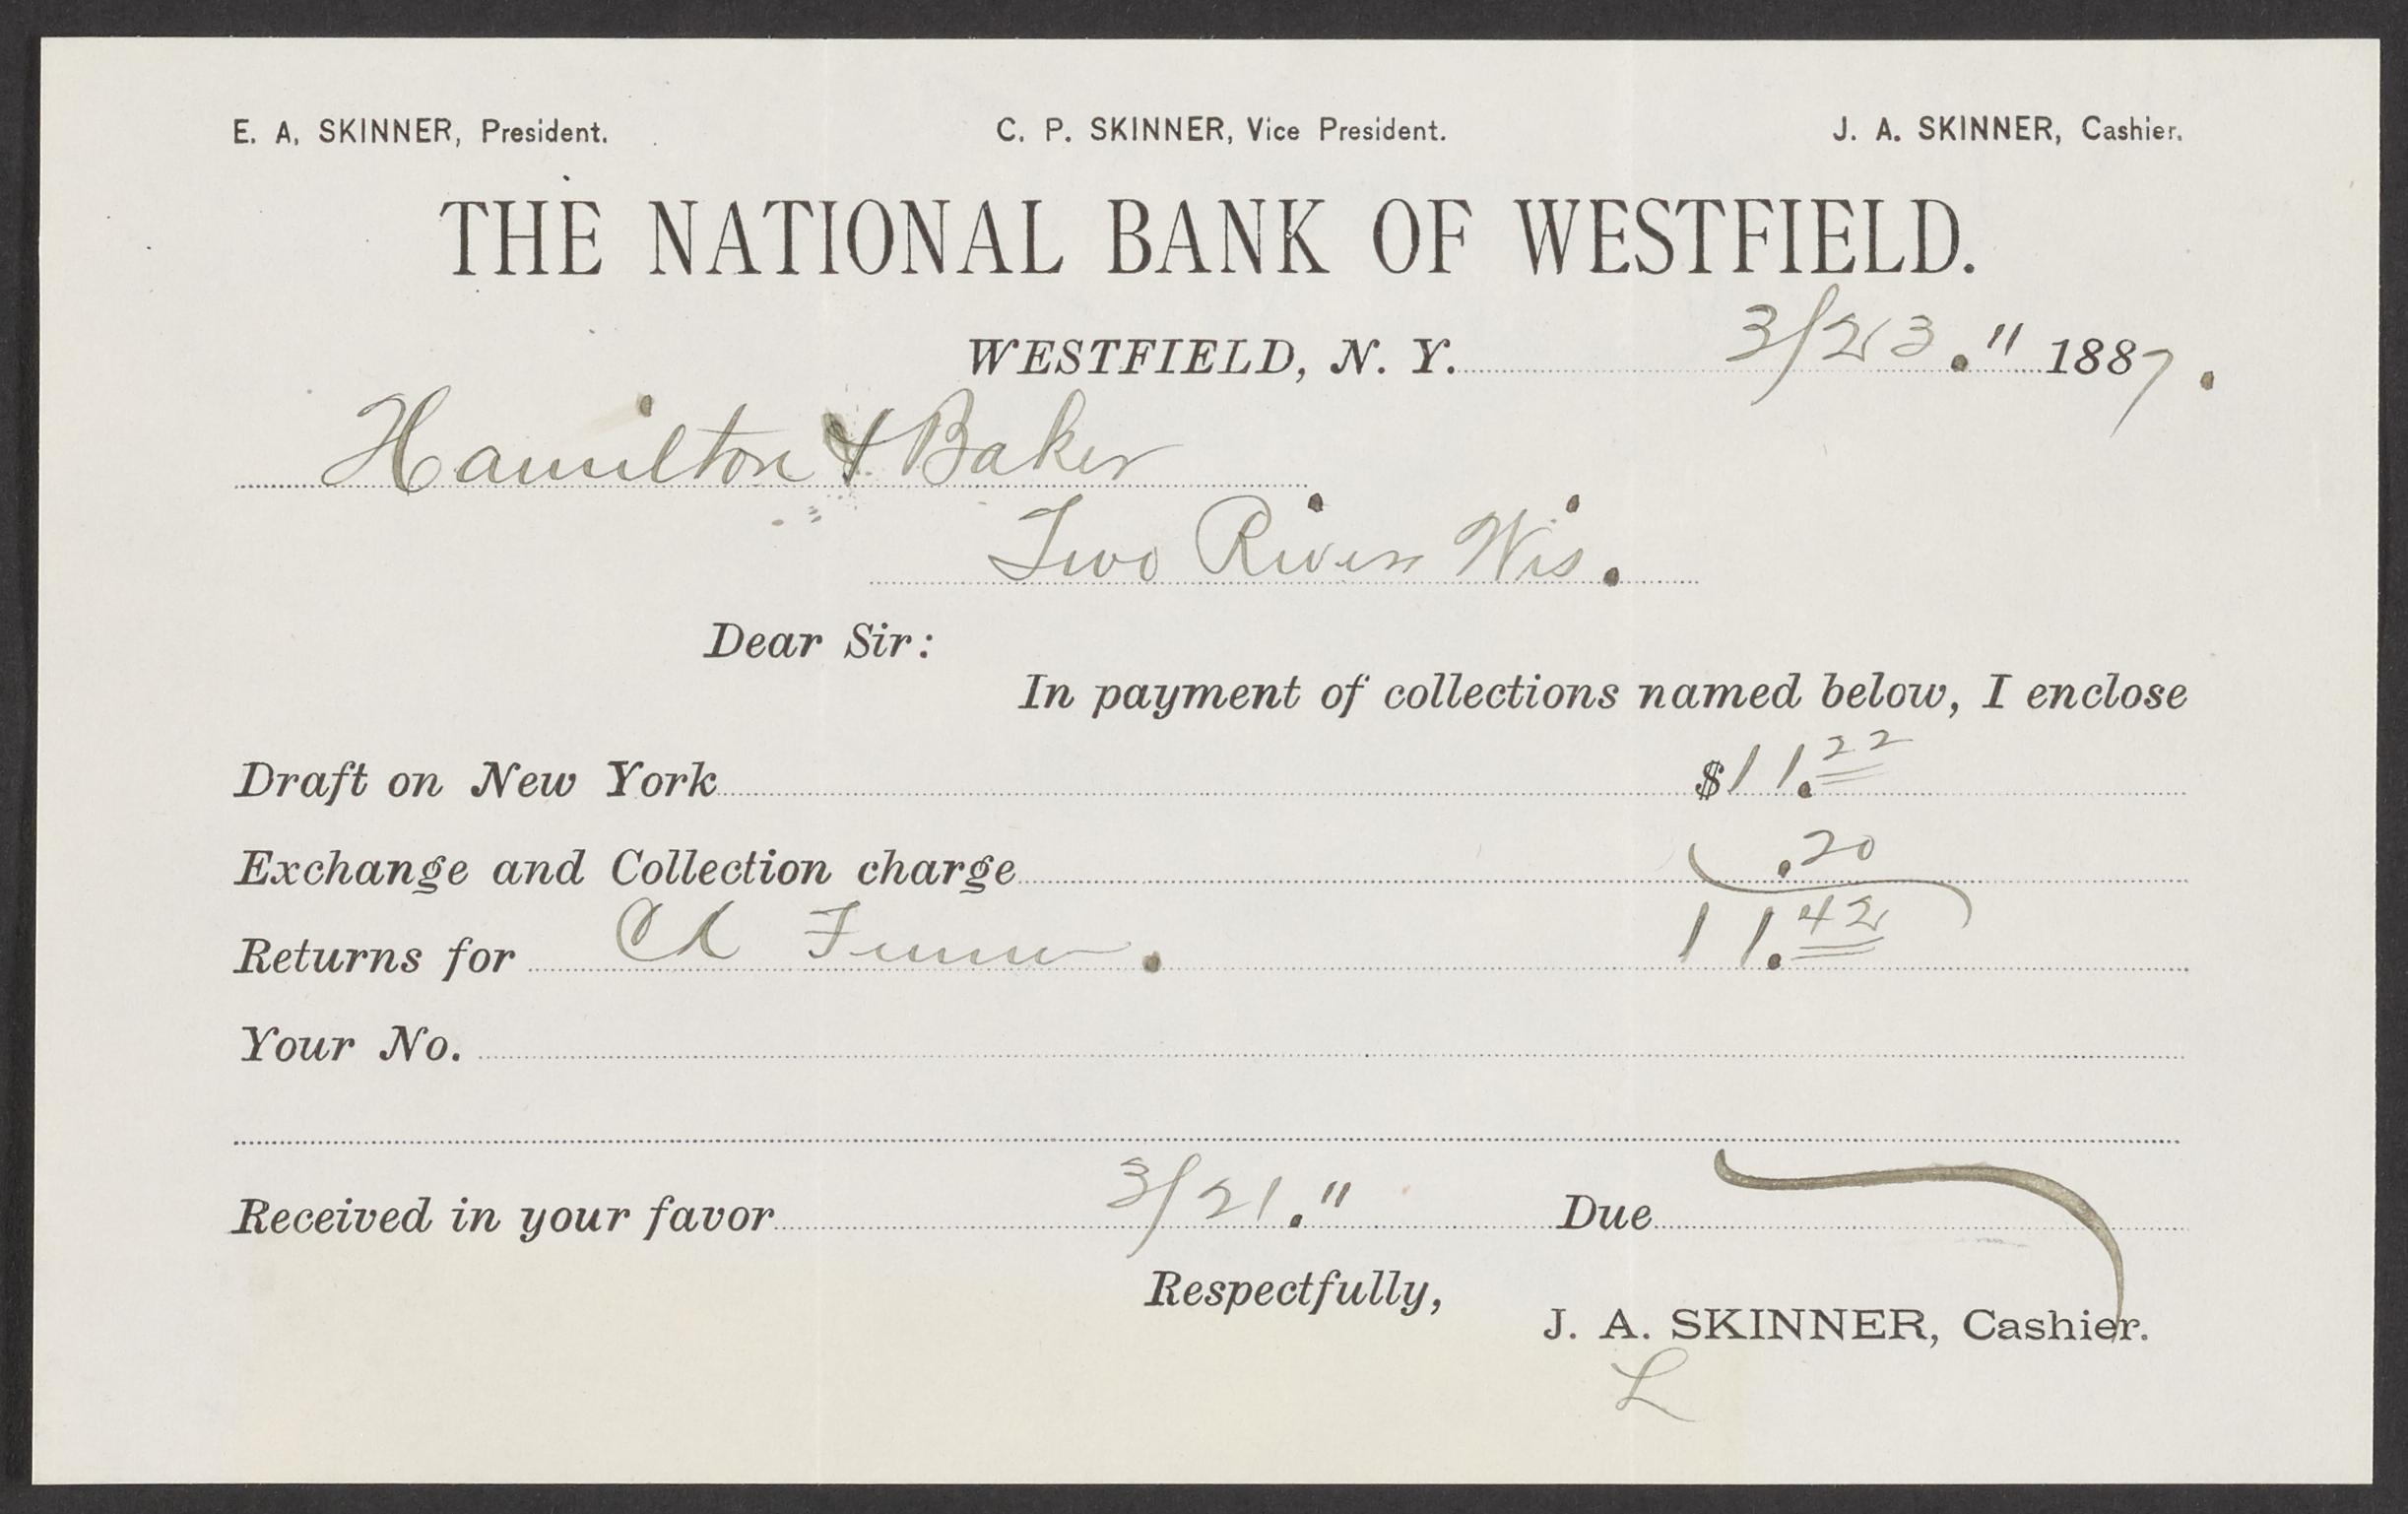 E. A. SKINNER, President. C. P. SKINNER, Vice President. J. A. SKINNER, Cashier.
THE NATIONAL BANK OF WESTFIELD.
WESTFIELD, N. Y. 3/23." 1887.
Hamilton & Baker
Two Rivers Wis.
Dear Sir:
In payment of collections named below, I enclose
Draft on New York $11.22
Exchange and Collection charge .20
Returns for 11.42
Your No.
Received in your favor 3/21." Due
Respectfully,
J. A. SKINNER, Cashier.
L